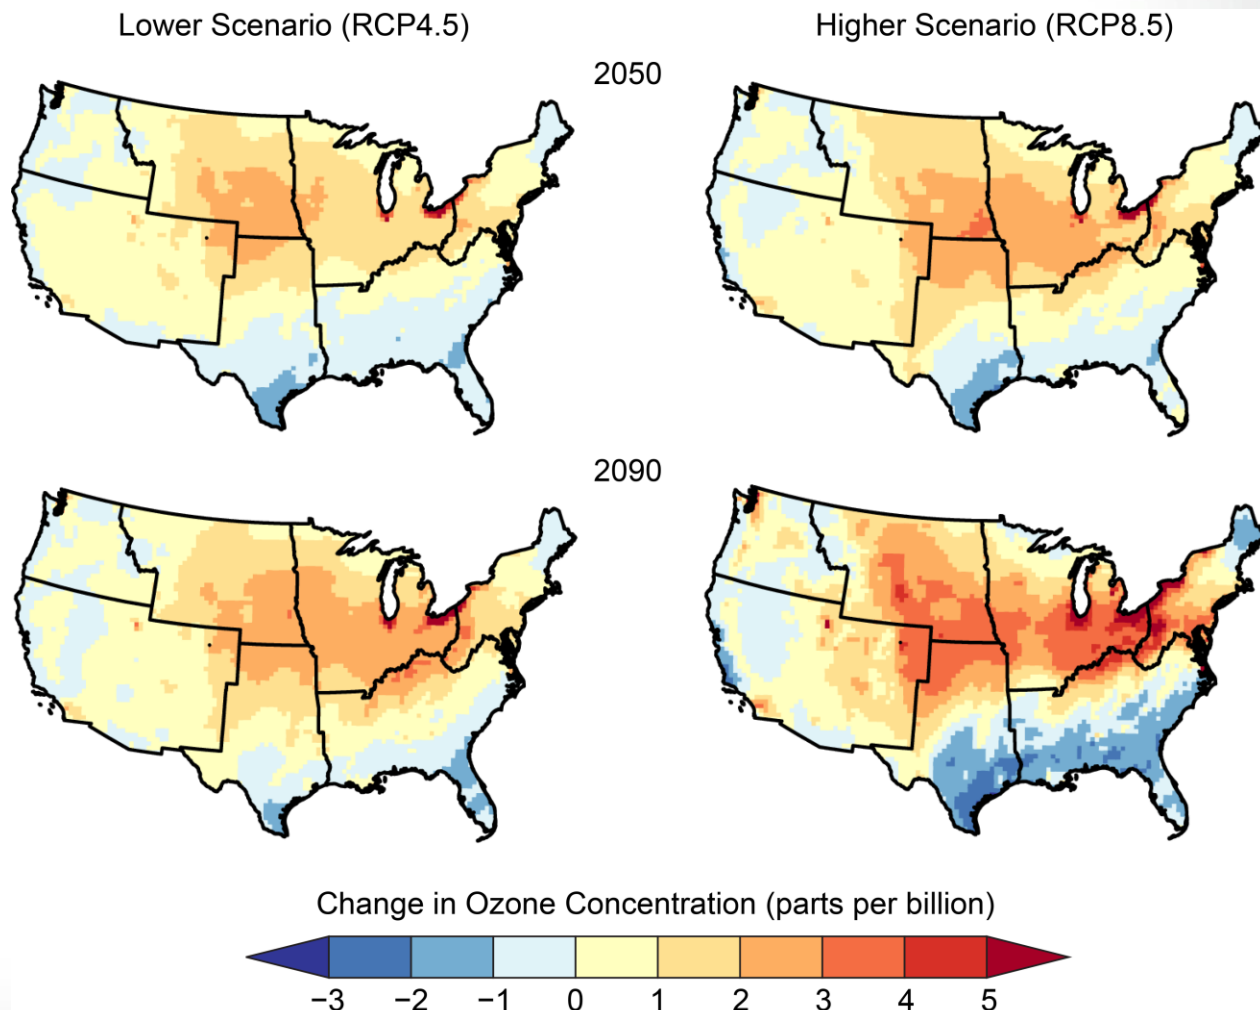 Lower Scenario (RCP4.5)
Higher Scenario (RCP8.5)
2050
2090
Change in Ozone Concentration (parts per billion)
−3 −2 −1 0 1 2 3 4 5